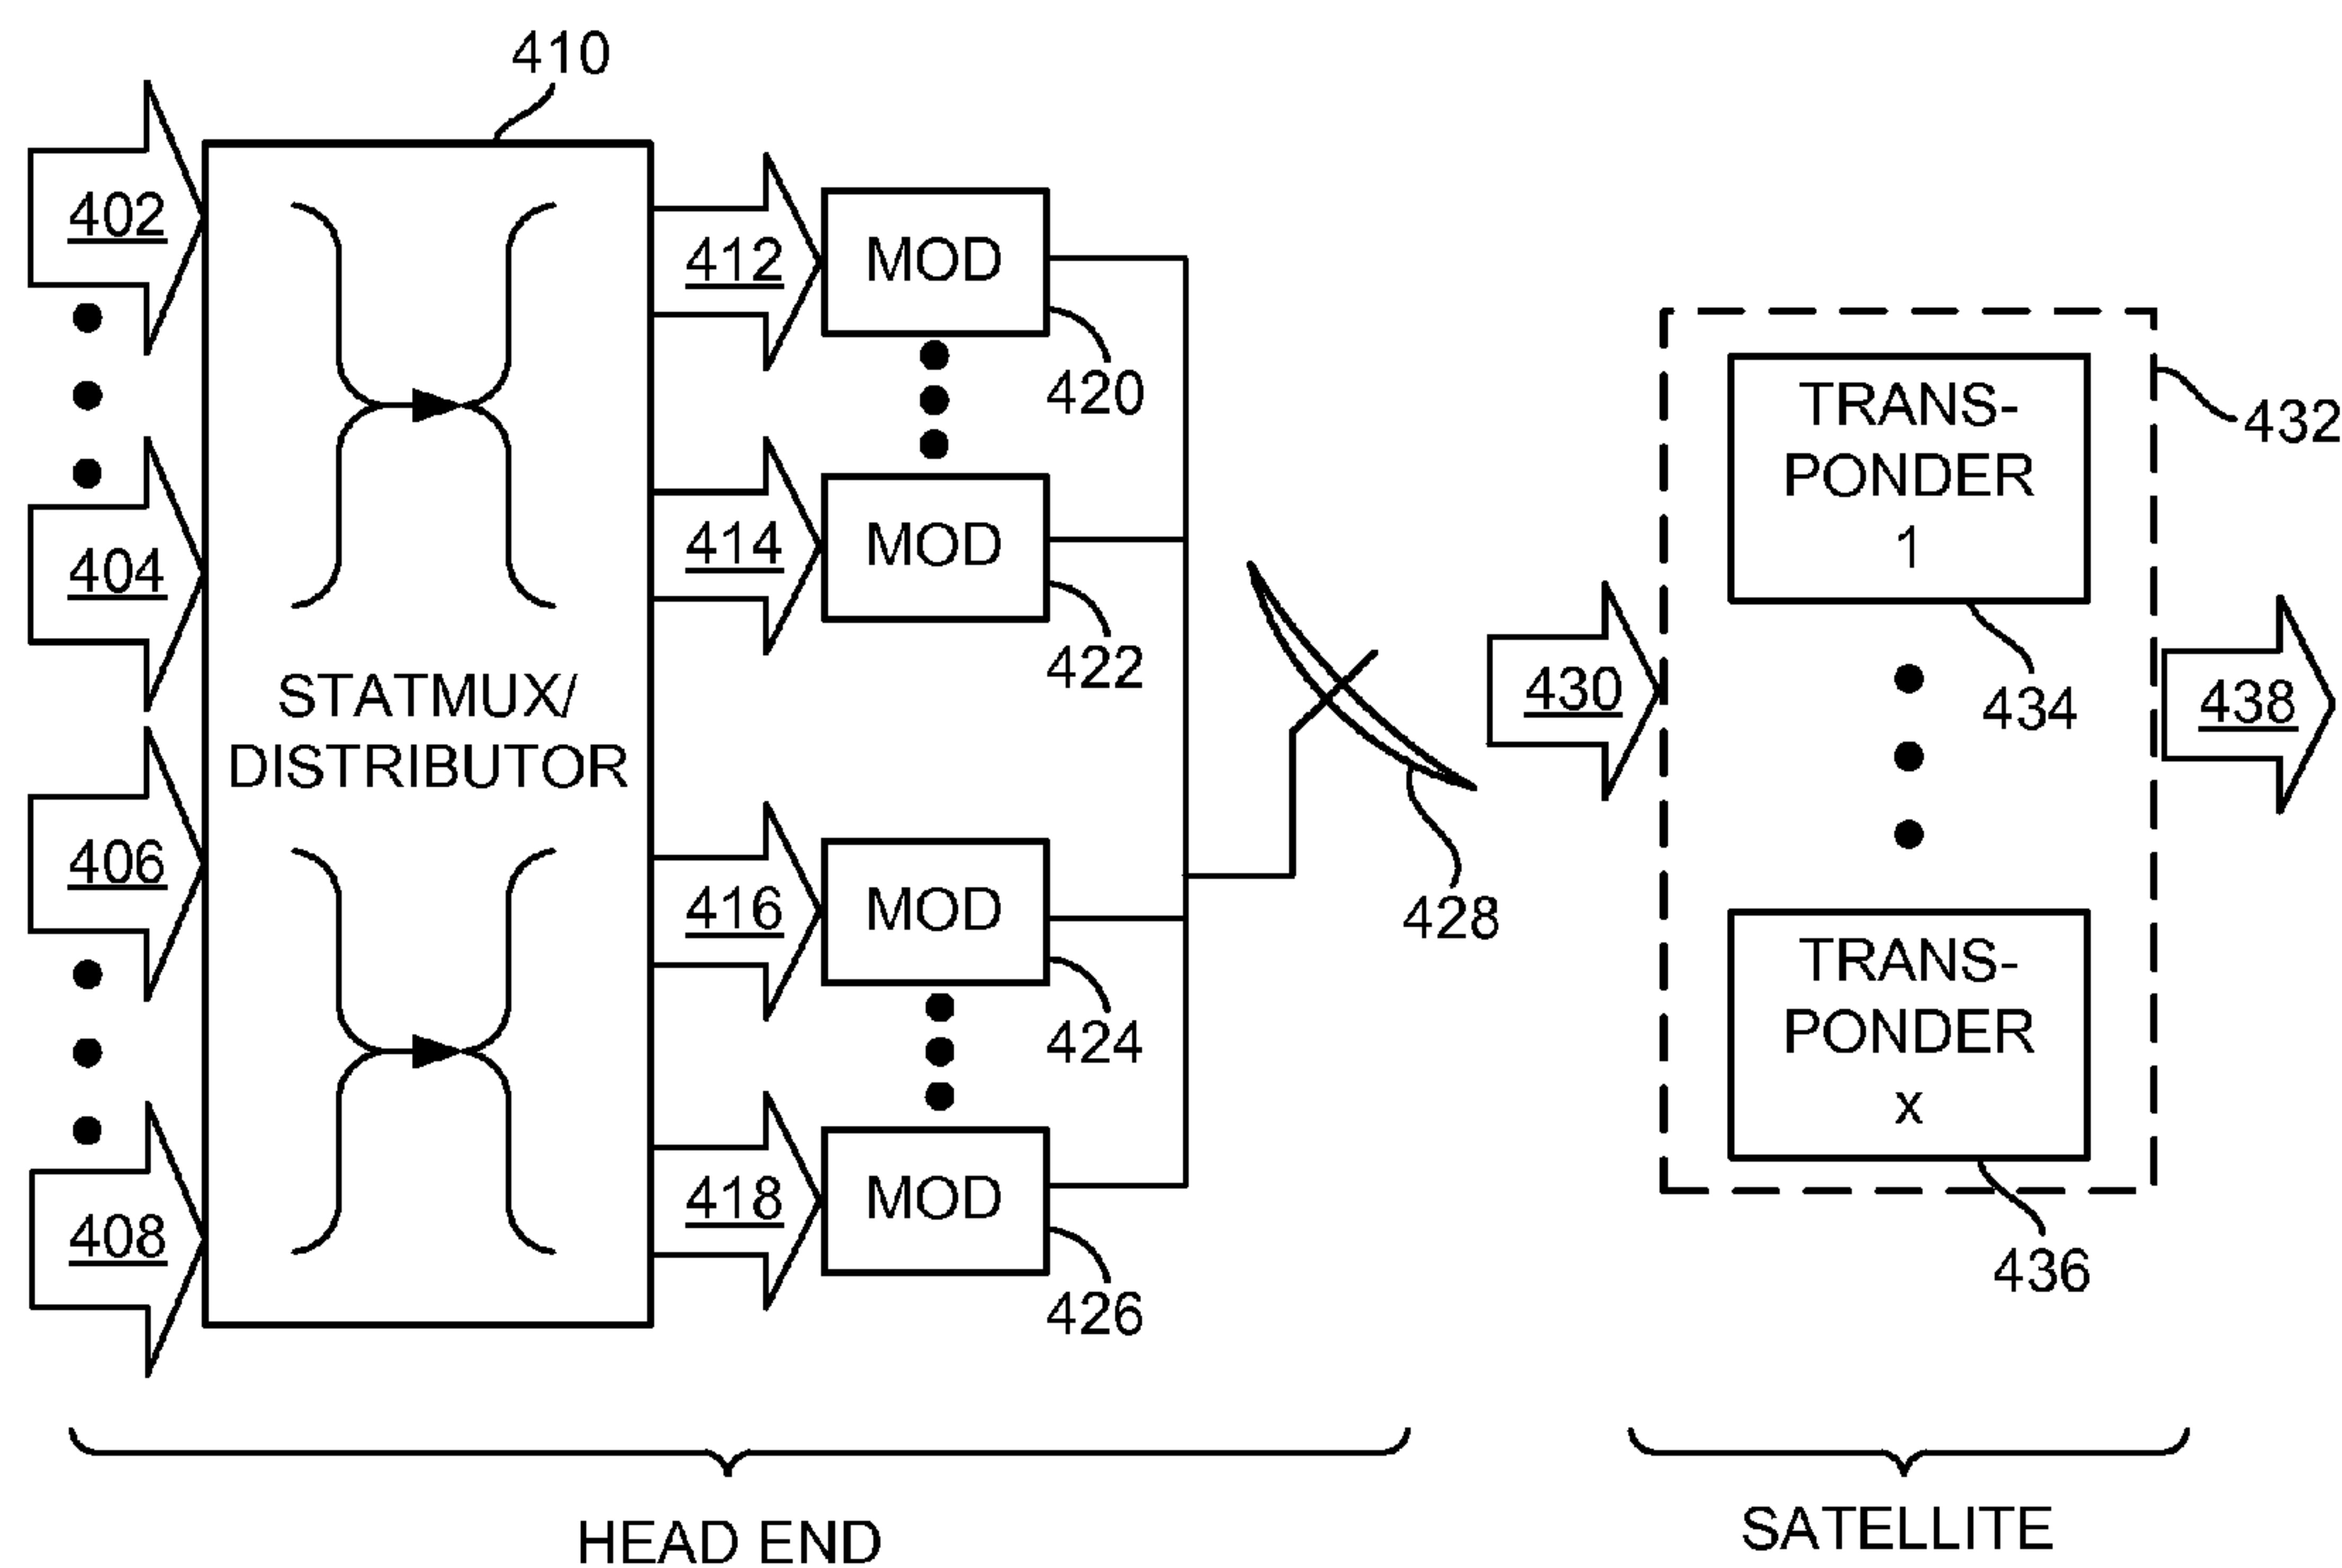 410
402
404
406
408
STATMUX/
DISTRIBUTOR
412
414
416
418
MOD
420
MOD
422
MOD
424
MOD
426
428
430
432
TRANS-
PONDER
1
434
TRANS-
PONDER
x
436
438
HEAD END
SATELLITE